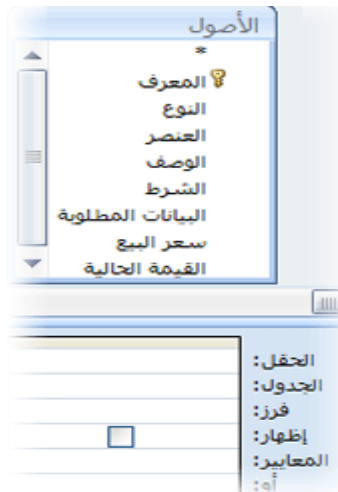 الأصول
*
المعرف
النوع
العنصر
الوصف
الشرط
البيانات المطلوبة
سعر البيع
القيمة الحالية
الحقل:
الجدول:
فرز:
إظهار:
المعايير:
أو: